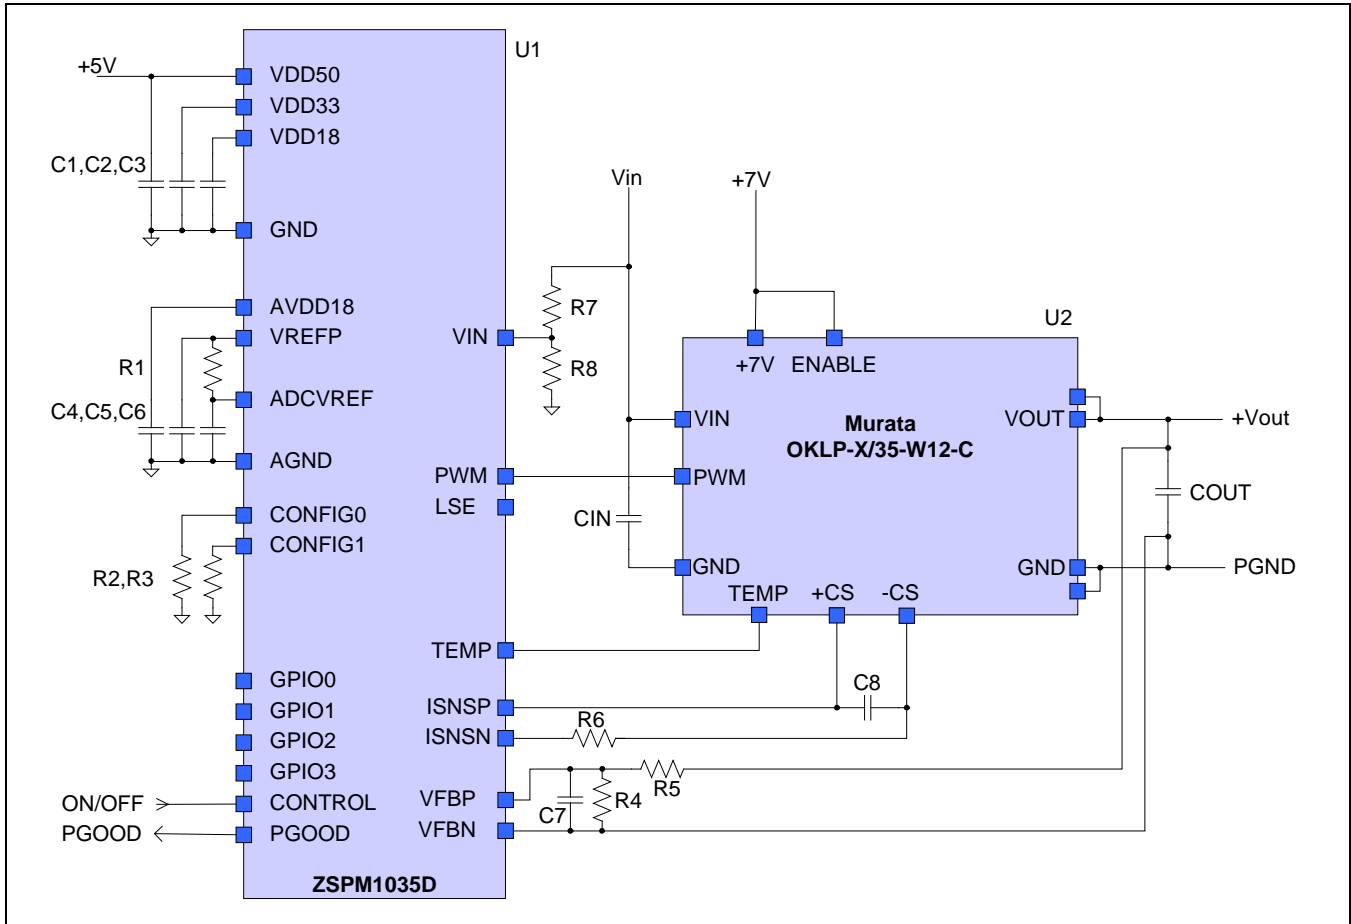 U1
+5V
VDD50
VDD33
VDD18
C1,C2,C3
GND
AVDD18
VREFP
R1
ADCVREF
C4,C5,C6
AGND
CONFIG0
CONFIG1
R2,R3
GPIO0
GPIO1
GPIO2
GPIO3
ON/OFF
CONTROL
PGOOD
PGOOD
ZSPM1035D
VIN
PWM
LSE
TEMP
ISNSP
ISNSN
VFBP
VFBN
Vin
+7V
R7
R8
CIN
U2
+7V
ENABLE
VIN
Murata
OKLP-X/35-W12-C
PWM
GND
TEMP
+CS
-CS
VOUT
GND
+Vout
COUT
PGND
C8
R6
R5
C7
R4